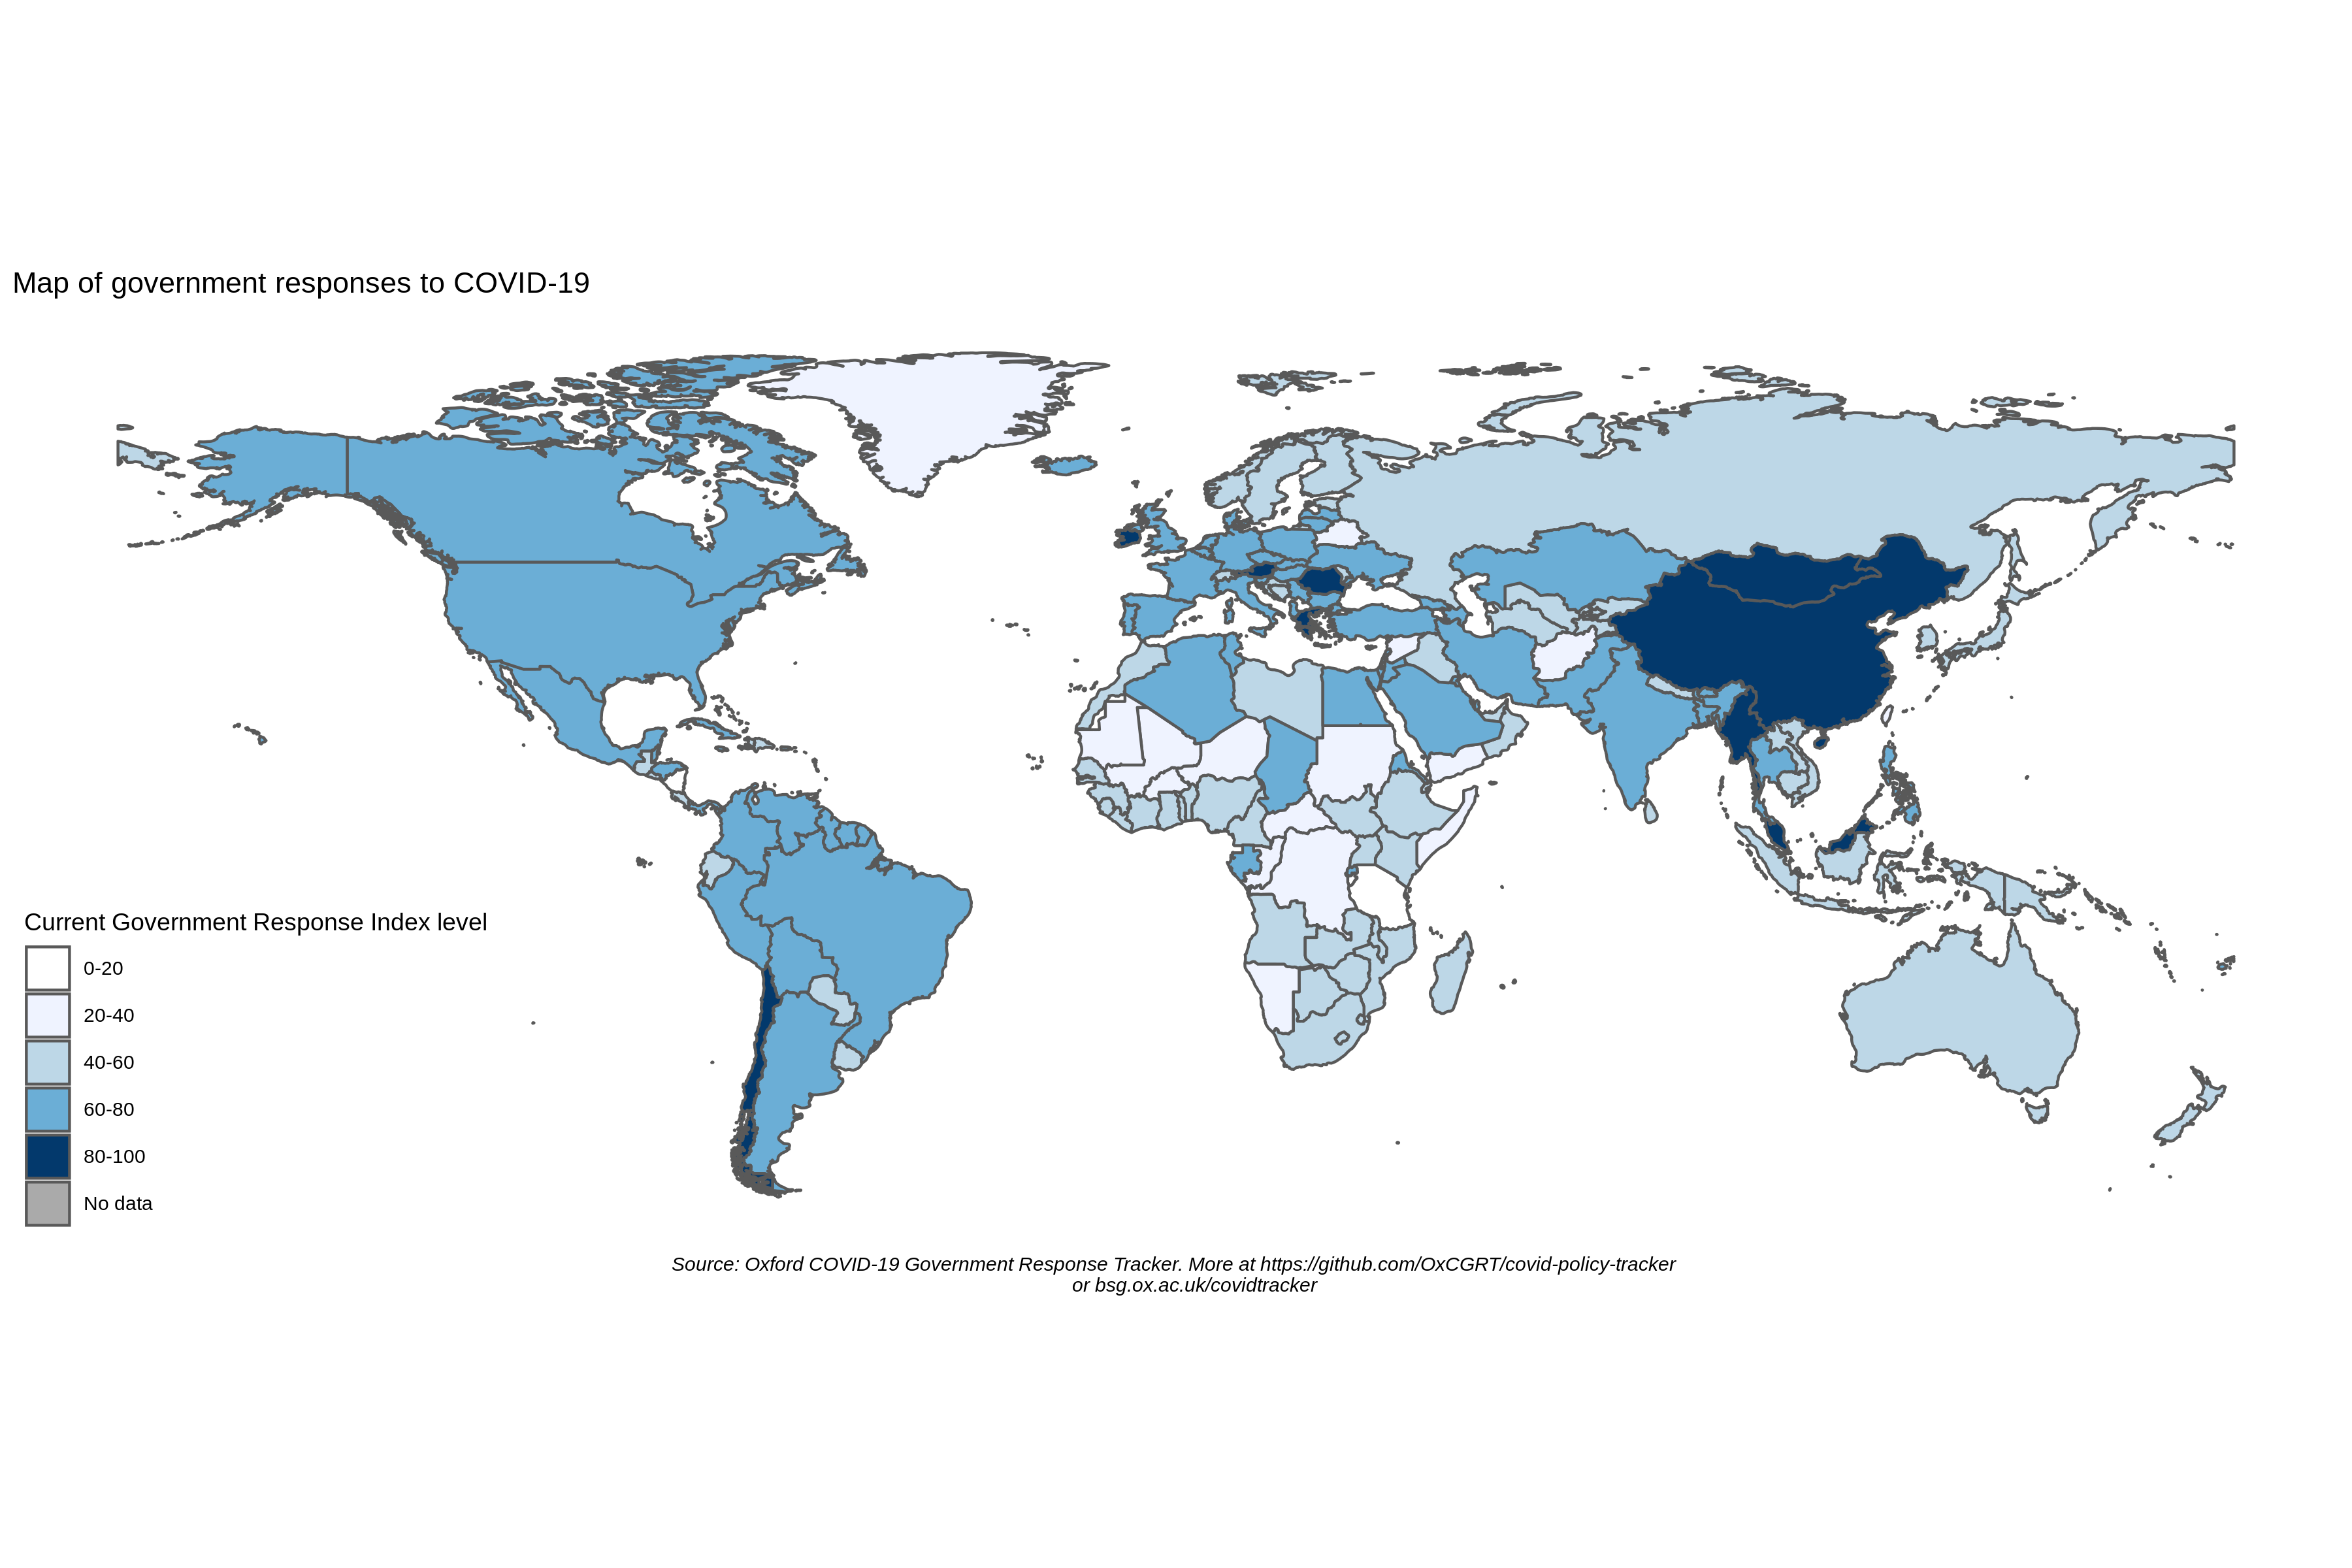 Map of government responses to COVID-19
Current Government Response Index level
0-20
20-40
40-60
60-80
80-100
No data
Source: Oxford COVID-19 Government Response Tracker. More at https://github.com/OxCGRT/covid-policy-tracker
or bsg.ox.ac.uk/covidtracker